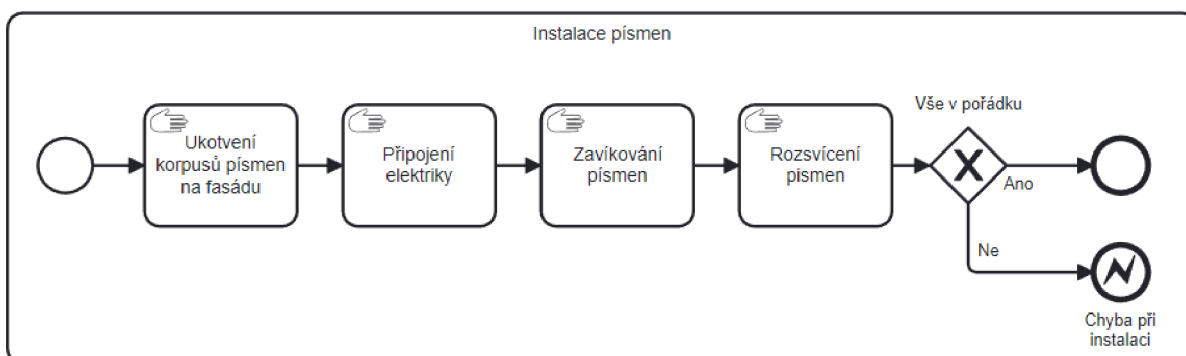 Instalace písmen
Ukotvení
korpusů písmen
na fasádu
Připojení
elektriky
Zavíkování
písmen
Rozsvícení
pismen
Vše v pořádku
Ano
Ne
Chyba při
instalaci